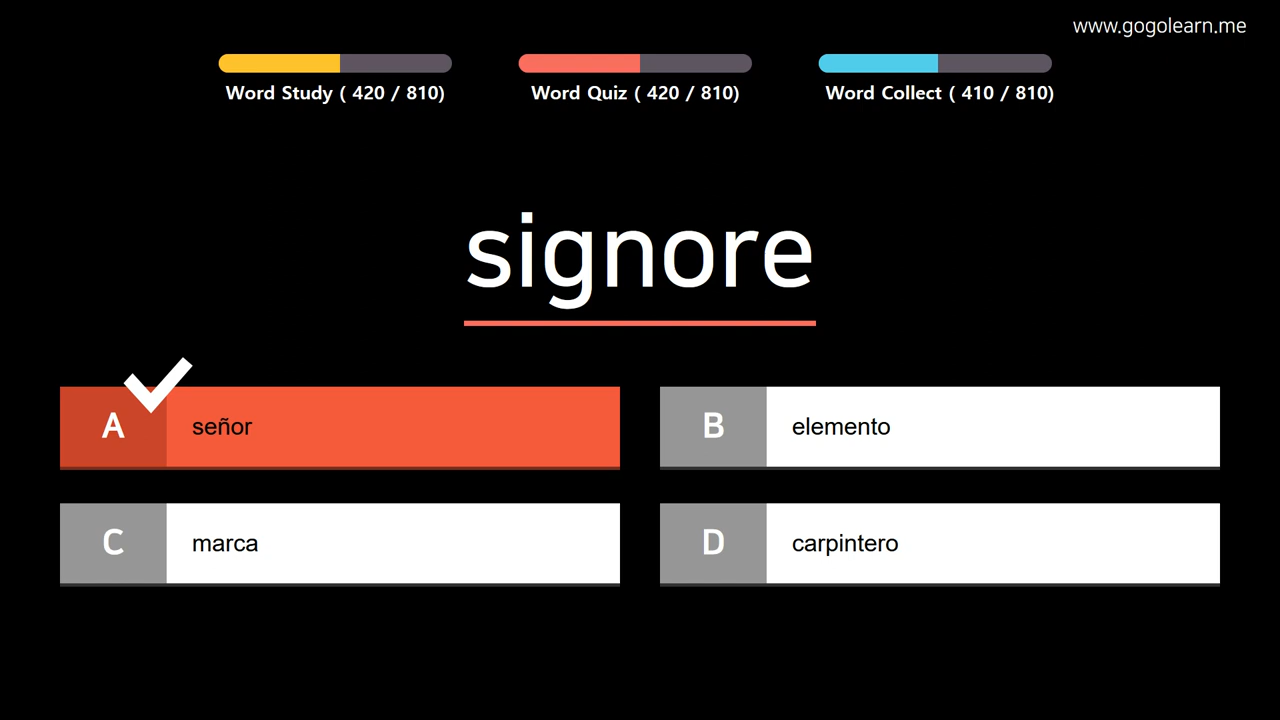 www.gogolearn.me
Word Study ( 420 / 810)
Word Quiz ( 420 / 810)
Word Collect ( 410 / 810)
signore
A señor
B elemento
C marca
D carpintero